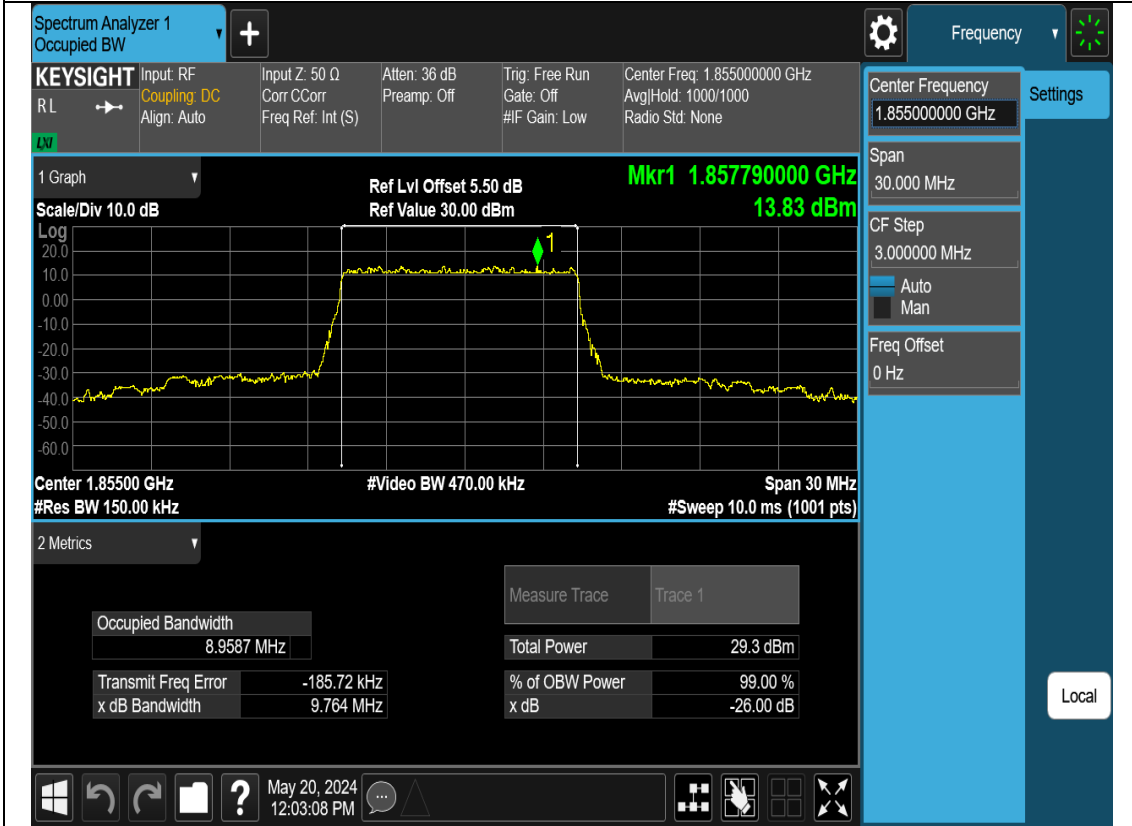 Spectrum Analyzer 1
Occupied BW
+
Frequency
KEYSIGHT
R L
LXI
Input: RF
Coupling: DC
Align: Auto
Input Z: 50 Ω
Corr CCorr
Freq Ref: Int (S)
Atten: 36 dB
Preamp: Off
Trig: Free Run
Gate: Off
#IF Gain: Low
Center Freq: 1.855000000 GHz
Avg|Hold: 1000/1000
Radio Std: None
Center Frequency
1.855000000 GHz
Settings
Span
30.000 MHz
CF Step
3.000000 MHz
Auto
Man
Freq Offset
0 Hz
Local
1 Graph
Scale/Div 10.0 dB
Ref Lvl Offset 5.50 dB
Ref Value 30.00 dBm
Mkr1 1.857790000 GHz
13.83 dBm
Log
20.0
10.0
0.00
-10.0
-20.0
-30.0
-40.0
-50.0
-60.0
1
Center 1.85500 GHz
#Video BW 470.00 kHz
Span 30 MHz
#Res BW 150.00 kHz
#Sweep 10.0 ms (1001 pts)
2 Metrics
Measure Trace Trace 1
Occupied Bandwidth
8.9587 MHz
Total Power 29.3 dBm
Transmit Freq Error -185.72 kHz
% of OBW Power 99.00 %
x dB Bandwidth 9.764 MHz
x dB -26.00 dB
?
May 20, 2024
12:03:08 PM